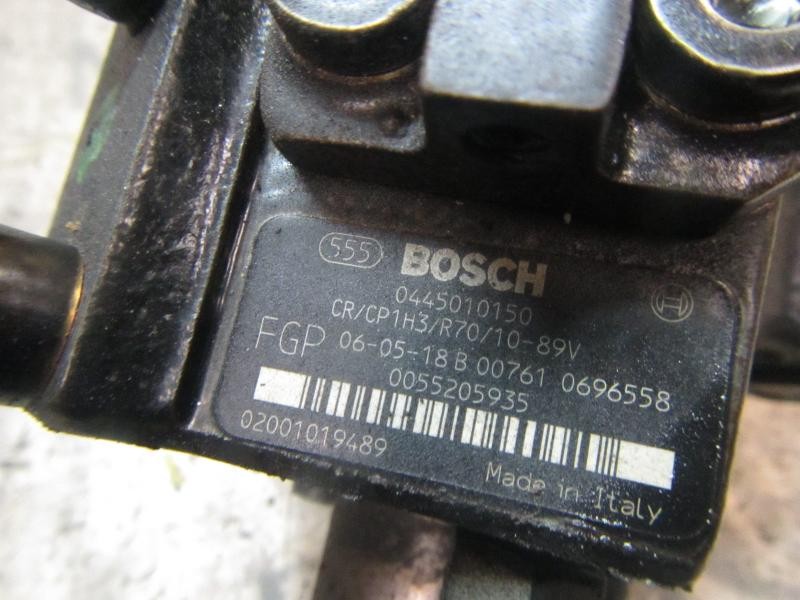 555 BOSCH
0445010150
CR/CP1H3/R70/10-89V
FGP 06-05-18 B 00761 0696558
0055205935
02001019489
Made in Italy